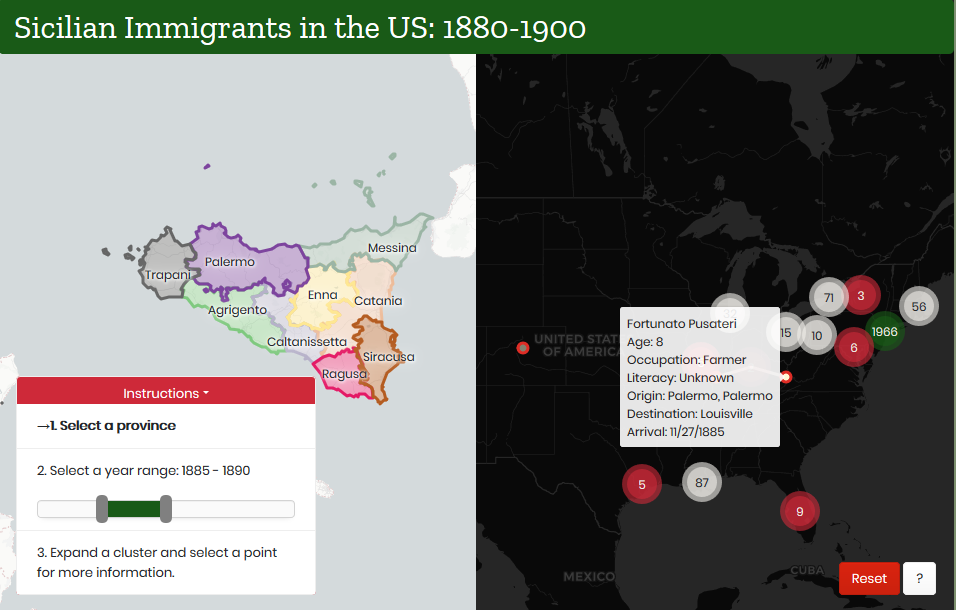 Sicilian Immigrants in the US: 1880-1900
Messina
Palermo
Trapani
Enna
Catania
Agrigento
Caltanissetta
Siracusa
Ragusa
Instructions
→1. Select a province
2. Select a year range: 1885 - 1890
3. Expand a cluster and select a point
for more information.
71
3
56
15
10
1966
6
UNITED STATES
OF AMERICA
Fortunato Pusateri
Age: 8
Occupation: Farmer
Literacy: Unknown
Origin: Palermo, Palermo
Destination: Louisville
Arrival: 11/27/1885
5
87
9
CUBA
MEXICO
Reset
?